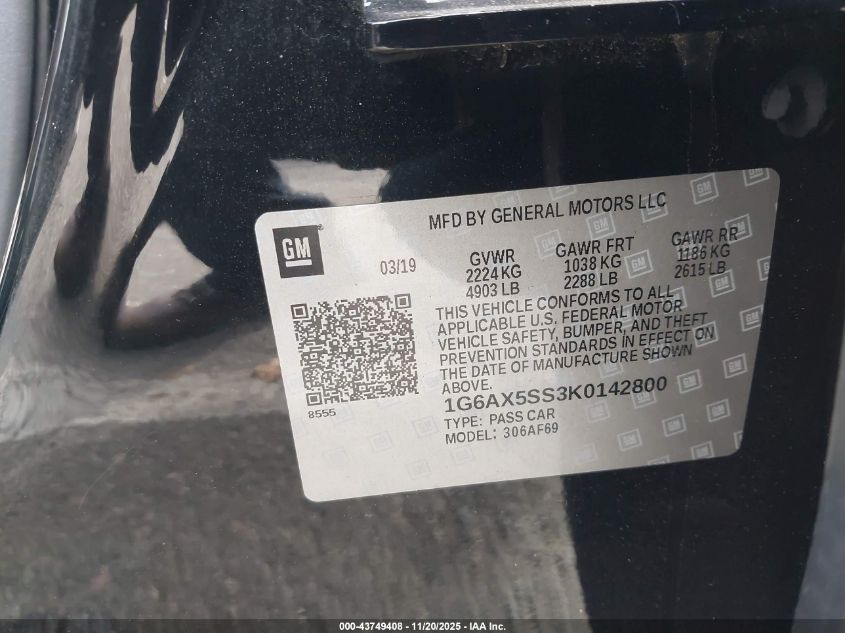 MFD BY GENERAL MOTORS LLC
GM
03/19
GVWR
2224 KG
4903 LB
GAWR FRT
1038 KG
2288 LB
GAWR RR
1186 KG
2615 LB
THIS VEHICLE CONFORMS TO ALL
APPLICABLE U.S. FEDERAL MOTOR
VEHICLE SAFETY, BUMPER, AND THEFT
PREVENTION STANDARDS IN EFFECT ON
THE DATE OF MANUFACTURE SHOWN
ABOVE.
8555
1G6AX5SS3K0142800
TYPE: PASS CAR
MODEL: 306AF69
000-43749408 - 11/20/2025 - IAA Inc.